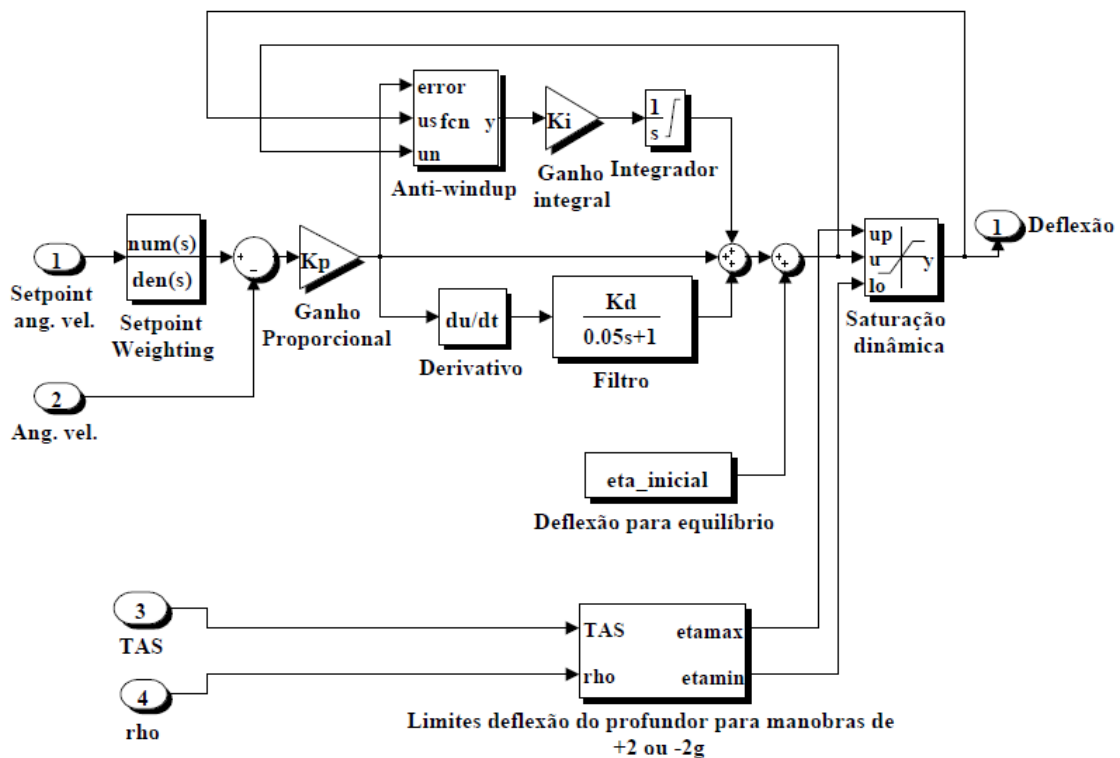 error
us fcn y
un
Anti-windup
Ki
Ganho
integral
1
s
Integrador
1
Setpoint
ang. vel.
num(s)
den(s)
Setpoint
Weighting
+
-
Kp
Ganho
Proporcional
+
+
+
+
+
up
u y
lo
Saturação
dinâmica
1
Deflexão
du/dt
Derivativo
Kd
0.05s+1
Filtro
2
Ang. vel.
eta_inicial
Deflexão para equilíbrio
3
TAS
4
rho
TAS etamax
rho etamin
Limites deflexão do profundor para manobras de
+2 ou -2g